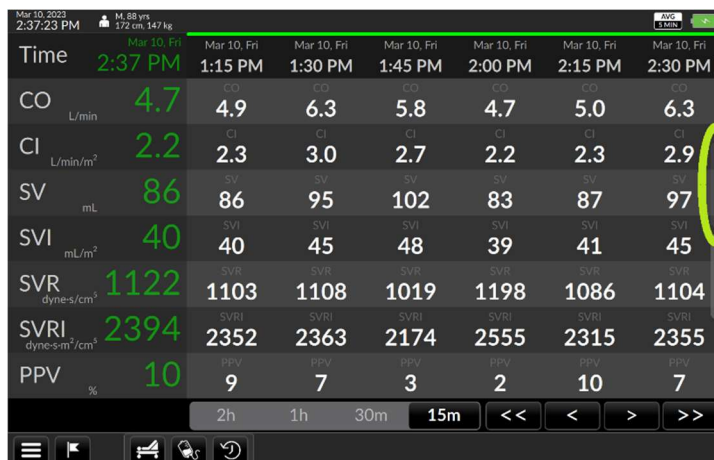 Mar 10, 2023
2:37:23 PM
M, 88 yrs
172 cm, 147 kg
AVG
5 MIN
Time Mar 10, Fri 2:37 PM Mar 10, Fri 1:15 PM Mar 10, Fri 1:30 PM Mar 10, Fri 1:45 PM Mar 10, Fri 2:00 PM Mar 10, Fri 2:15 PM Mar 10, Fri 2:30 PM
CO CO CO CO CO CO
CO L/min 4.7 4.9 6.3 5.8 4.7 5.0 6.3
CI CI CI CI CI CI
CI L/min/m² 2.2 2.3 3.0 2.7 2.2 2.3 2.9
SV SV SV SV SV SV
SV mL 86 86 95 102 83 87 97
SVI SVI SVI SVI SVI SVI
SVI mL/m² 40 40 45 48 39 41 45
SVR SVR SVR SVR SVR SVR
SVR dyne-s/cm⁵ 1122 1103 1108 1019 1198 1086 1104
SVRI SVRI SVRI SVRI SVRI SVRI
SVRI dyne-s-m²/cm⁵ 2394 2352 2363 2174 2555 2315 2355
PPV PPV PPV PPV PPV PPV
PPV % 10 9 7 3 2 10 7
2h 1h 30m 15m << < > >>